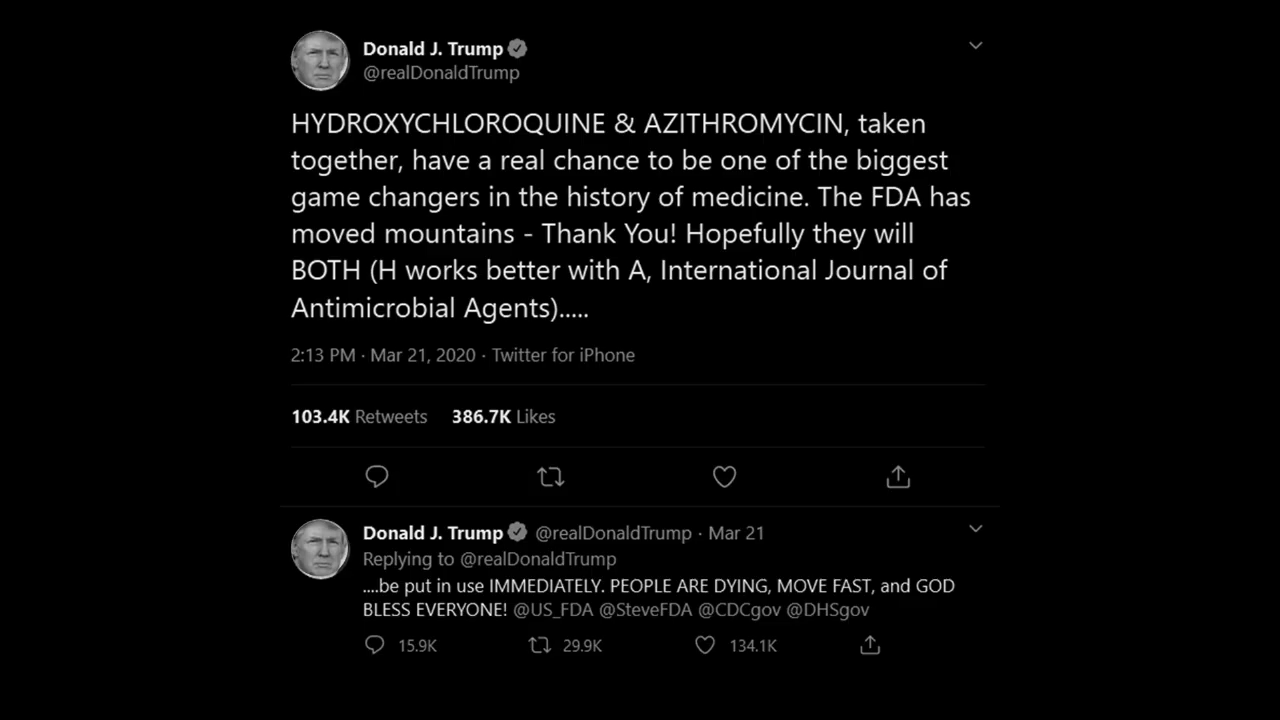 Donald J. Trump
@realDonaldTrump
HYDROXYCHLOROQUINE & AZITHROMYCIN, taken
together, have a real chance to be one of the biggest
game changers in the history of medicine. The FDA has
moved mountains - Thank You! Hopefully they will
BOTH (H works better with A, International Journal of
Antimicrobial Agents).....
2:13 PM · Mar 21, 2020 · Twitter for iPhone
103.4K Retweets 386.7K Likes
Donald J. Trump @realDonaldTrump · Mar 21
Replying to @realDonaldTrump
....be put in use IMMEDIATELY. PEOPLE ARE DYING, MOVE FAST, and GOD
BLESS EVERYONE! @US_FDA @SteveFDA @CDCgov @DHSgov
15.9K 29.9K 134.1K